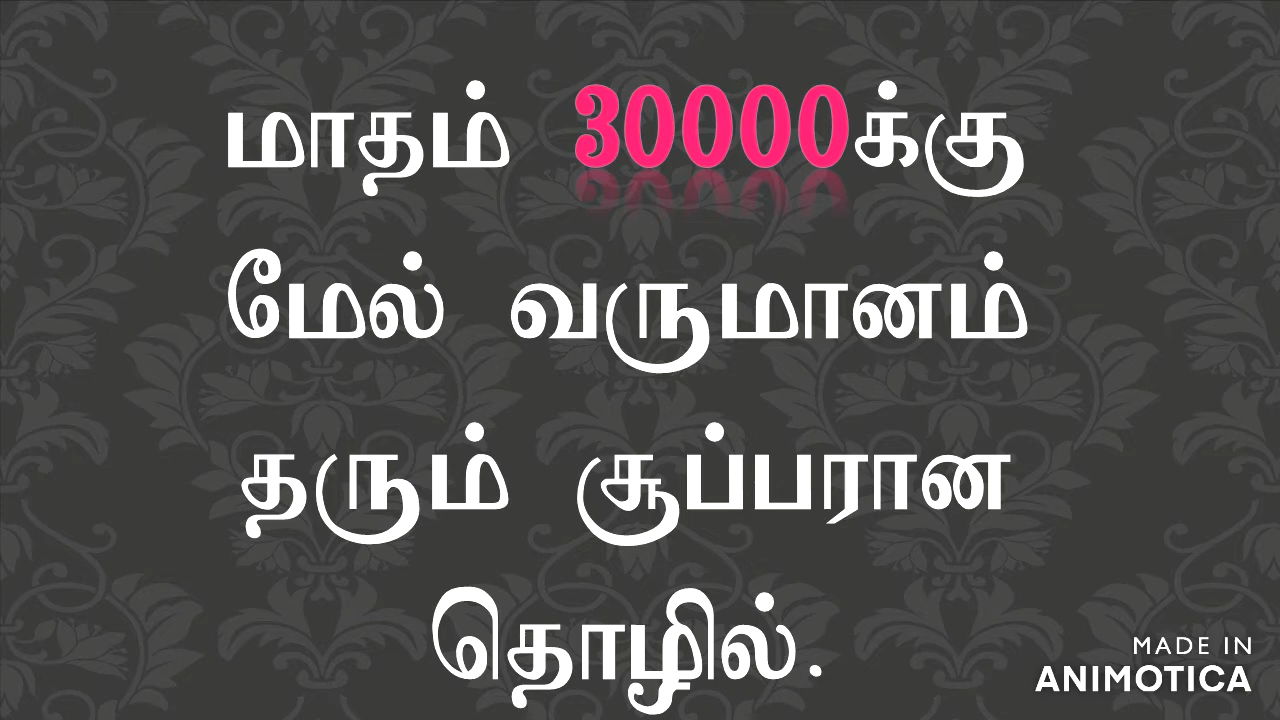 மாதம் 30000க்கு
மேல் வருமானம்
தரும் சூப்பரான
தொழில்.
MADE IN
ANIMOTICA